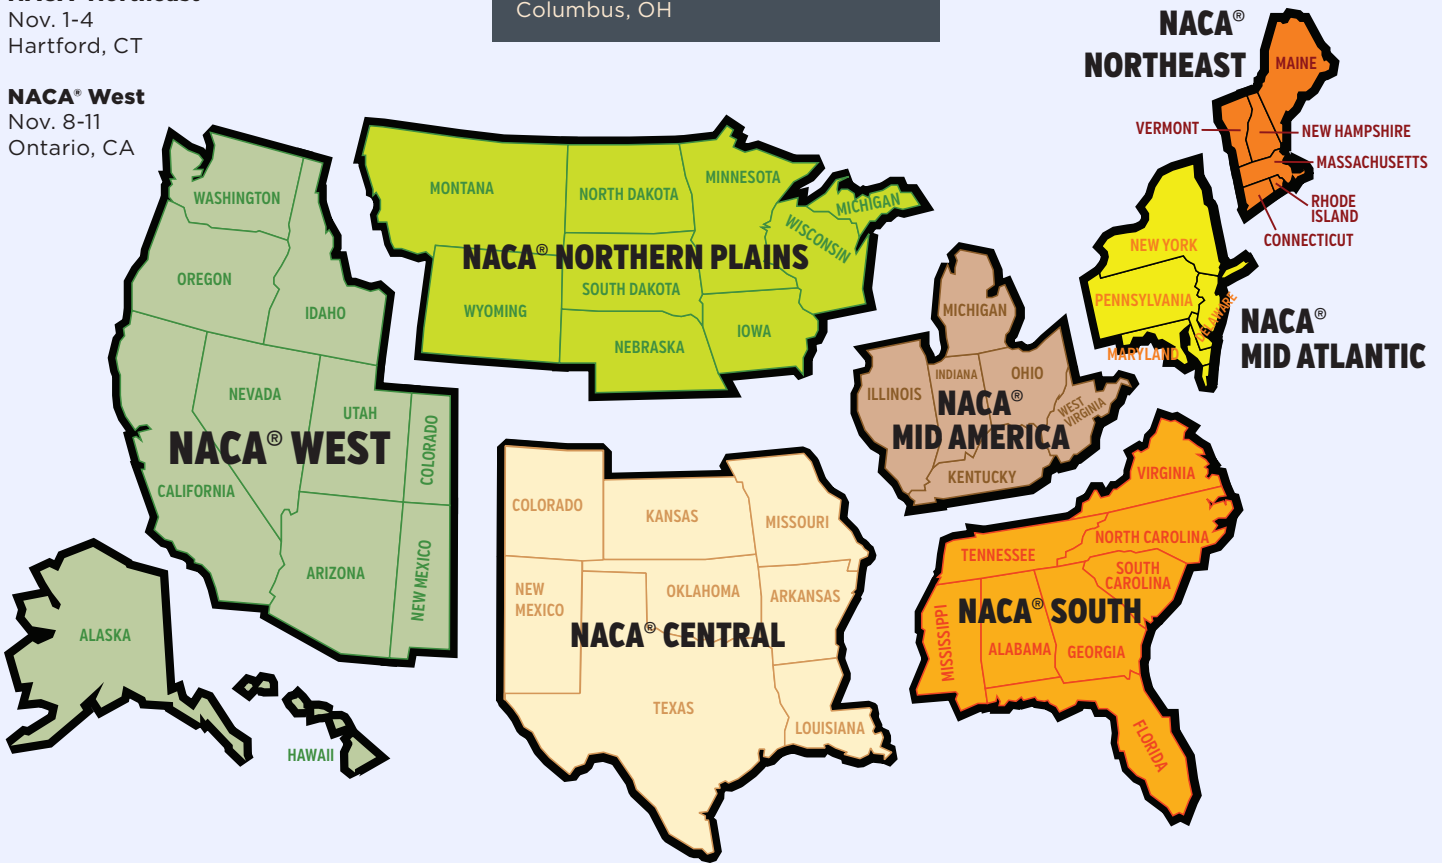 Nov. 1-4
Hartford, CT
NACA® West
Nov. 8-11
Ontario, CA
Columbus, OH
NACA®
NORTHEAST
MAINE
VERMONT
NEW HAMPSHIRE
MASSACHUSETTS
RHODE
ISLAND
CONNECTICUT
WASHINGTON
OREGON
IDAHO
NEVADA
UTAH
COLORADO
NACA® WEST
CALIFORNIA
ARIZONA
NEW MEXICO
ALASKA
HAWAII
MONTANA
NORTH DAKOTA
MINNESOTA
MICHIGAN
WISCONSIN
NACA® NORTHERN PLAINS
SOUTH DAKOTA
WYOMING
IOWA
NEBRASKA
NEW YORK
PENNSYLVANIA
DELAWARE
MARYLAND
NACA®
MID ATLANTIC
MICHIGAN
INDIANA
OHIO
ILLINOIS
WEST
VIRGINIA
NACA®
MID AMERICA
KENTUCKY
COLORADO
KANSAS
MISSOURI
NEW
MEXICO
OKLAHOMA
ARKANSAS
NACA® CENTRAL
TEXAS
LOUISIANA
VIRGINIA
NORTH CAROLINA
TENNESSEE
SOUTH
CAROLINA
NACA® SOUTH
MISSISSIPPI
ALABAMA
GEORGIA
FLORIDA